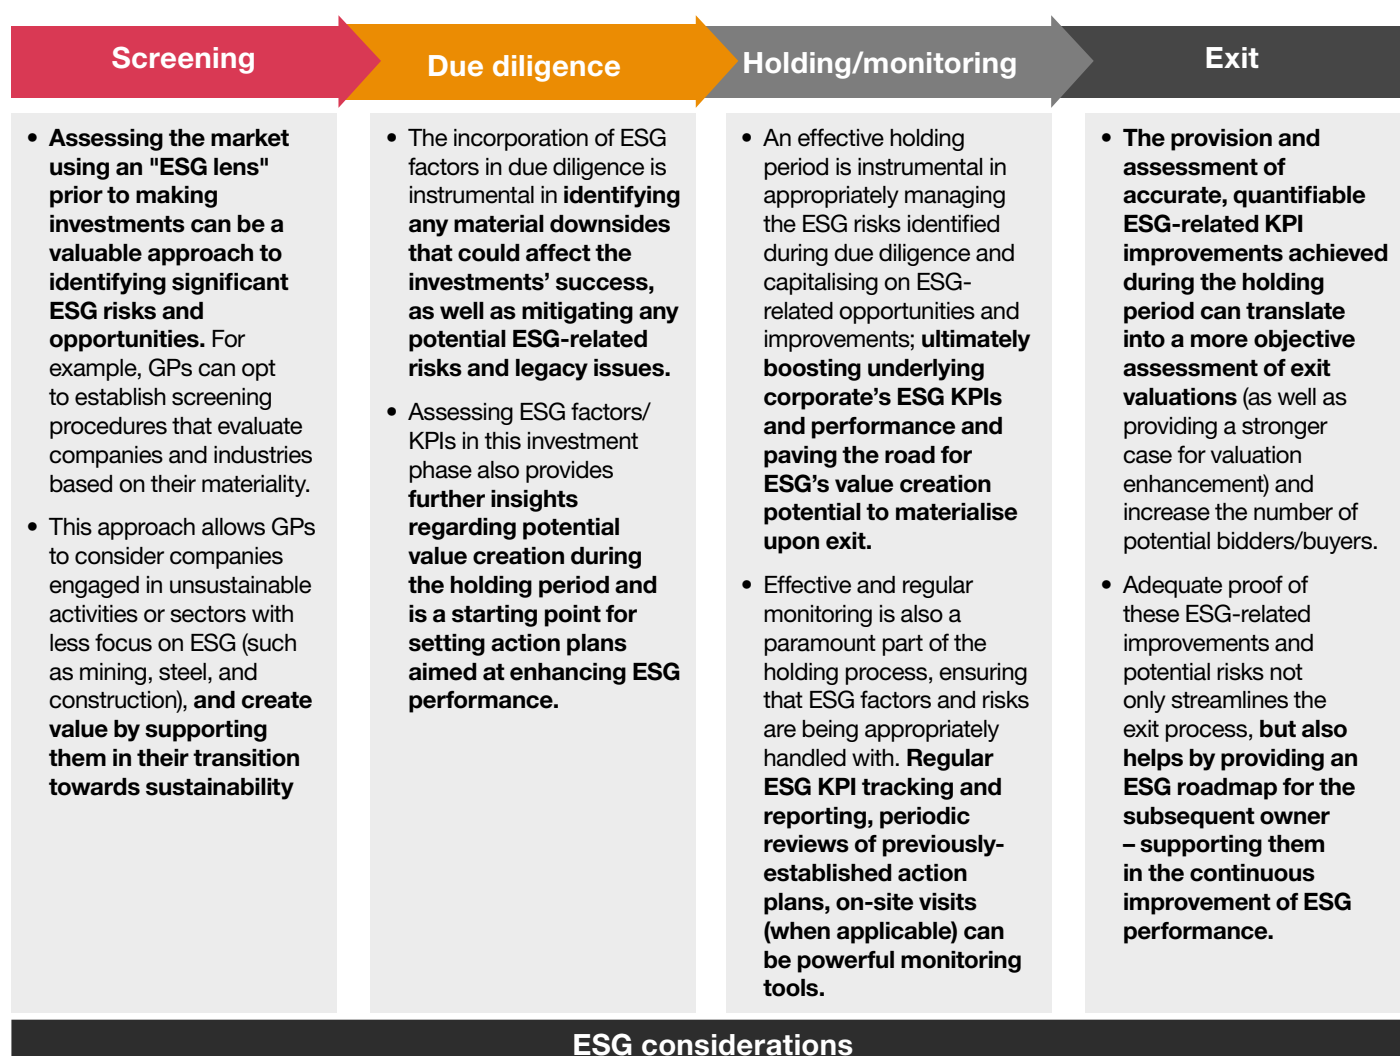 Screening
Due diligence
Holding/monitoring
Exit
• Assessing the market
using an "ESG lens"
prior to making
investments can be a
valuable approach to
identifying significant
ESG risks and
opportunities. For
example, GPs can opt
to establish screening
procedures that evaluate
companies and industries
based on their materiality.
• This approach allows GPs
to consider companies
engaged in unsustainable
activities or sectors with
less focus on ESG (such
as mining, steel, and
construction), and create
value by supporting
them in their transition
towards sustainability
• The incorporation of ESG
factors in due diligence is
instrumental in identifying
any material downsides
that could affect the
investments’ success,
as well as mitigating any
potential ESG-related
risks and legacy issues.
• Assessing ESG factors/
KPIs in this investment
phase also provides
further insights
regarding potential
value creation during
the holding period and
is a starting point for
setting action plans
aimed at enhancing ESG
performance.
• An effective holding
period is instrumental in
appropriately managing
the ESG risks identified
during due diligence and
capitalising on ESG-
related opportunities and
improvements; ultimately
boosting underlying
corporate’s ESG KPIs
and performance and
paving the road for
ESG’s value creation
potential to materialise
upon exit.
• Effective and regular
monitoring is also a
paramount part of the
holding process, ensuring
that ESG factors and risks
are being appropriately
handled with. Regular
ESG KPI tracking and
reporting, periodic
reviews of previously-
established action
plans, on-site visits
(when applicable) can
be powerful monitoring
tools.
• The provision and
assessment of
accurate, quantifiable
ESG-related KPI
improvements achieved
during the holding
period can translate
into a more objective
assessment of exit
valuations (as well as
providing a stronger
case for valuation
enhancement) and
increase the number of
potential bidders/buyers.
• Adequate proof of
these ESG-related
improvements and
potential risks not
only streamlines the
exit process, but also
helps by providing an
ESG roadmap for the
subsequent owner
– supporting them
in the continuous
improvement of ESG
performance.
ESG considerations